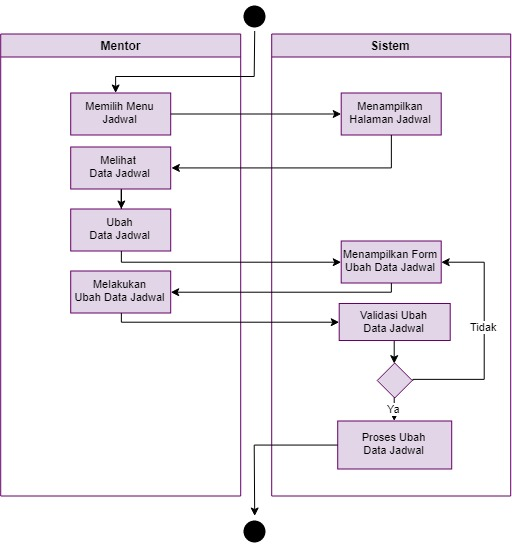 Mentor
Sistem
Memilih Menu
Jadwal
Menampilkan
Halaman Jadwal
Melihat
Data Jadwal
Ubah
Data Jadwal
Menampilkan Form
Ubah Data Jadwal
Melakukan
Ubah Data Jadwal
Validasi Ubah
Data Jadwal
Tidak
Ya
Proses Ubah
Data Jadwal